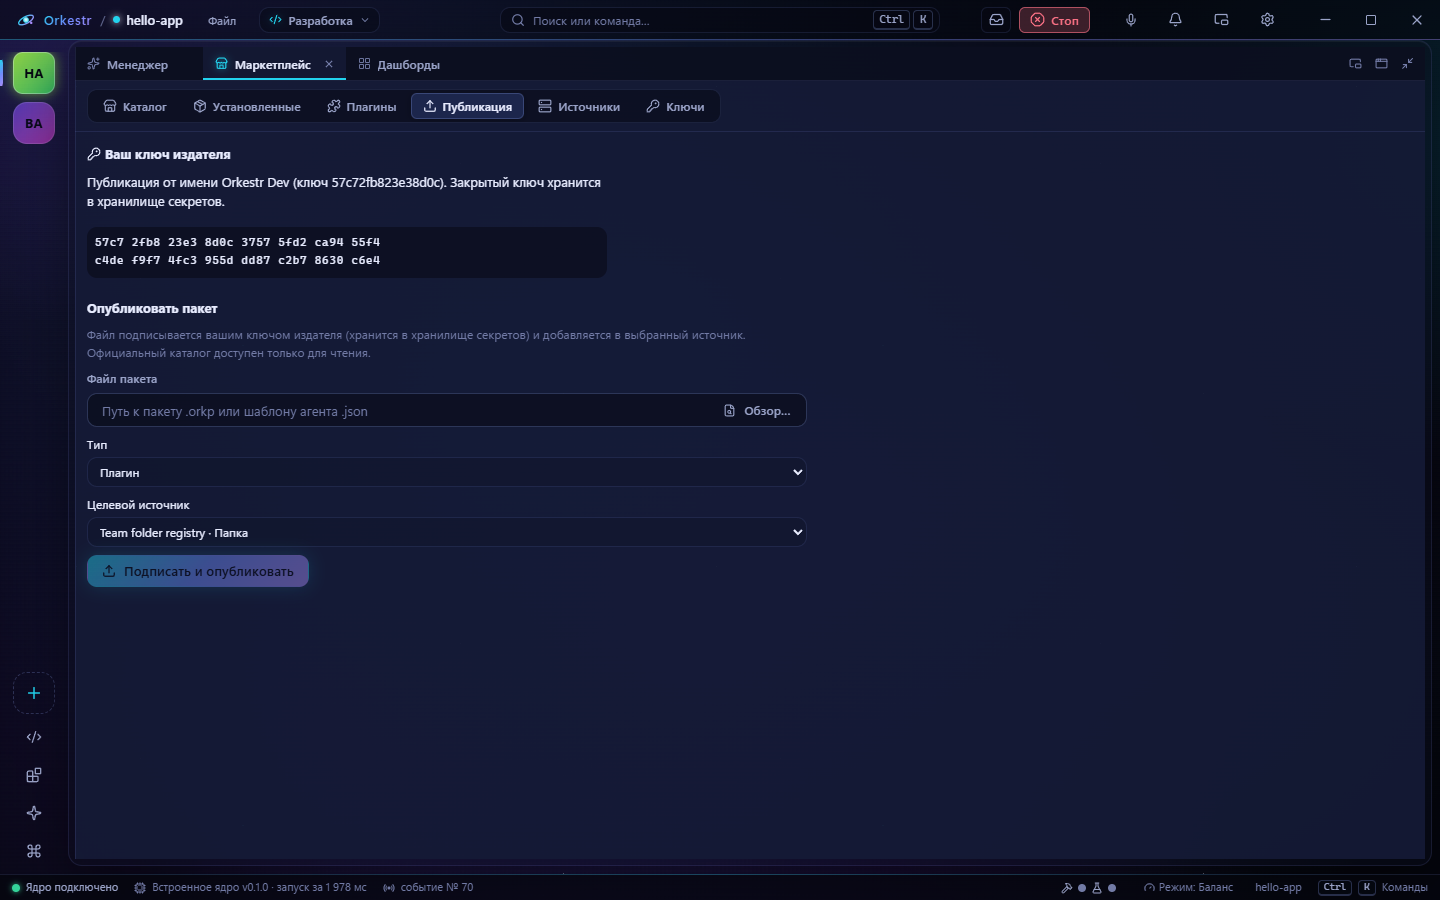 Orkestr / hello-app Файл Разработка Поиск или команда... Ctrl K Стоп
HA
BA
Менеджер Маркетплейс Дашборды
Каталог Установленные Плагины Публикация Источники Ключи
Ваш ключ издателя
Публикация от имени Orkestr Dev (ключ 57c72fb823e38d0c). Закрытый ключ хранится
в хранилище секретов.
57c7 2fb8 23e3 8d0c 3757 5fd2 ca94 55f4
c4de f9f7 4fc3 955d dd87 c2b7 8630 c6e4
Опубликовать пакет
Файл подписывается вашим ключом издателя (хранится в хранилище секретов) и добавляется в выбранный источник.
Официальный каталог доступен только для чтения.
Файл пакета
Путь к пакету .orkp или шаблону агента .json Обзор...
Тип
Плагин
Целевой источник
Team folder registry · Папка
Подписать и опубликовать
Ядро подключено Встроенное ядро v0.1.0 · запуск за 1 978 мс событие № 70 Режим: Баланс hello-app Ctrl K Команды